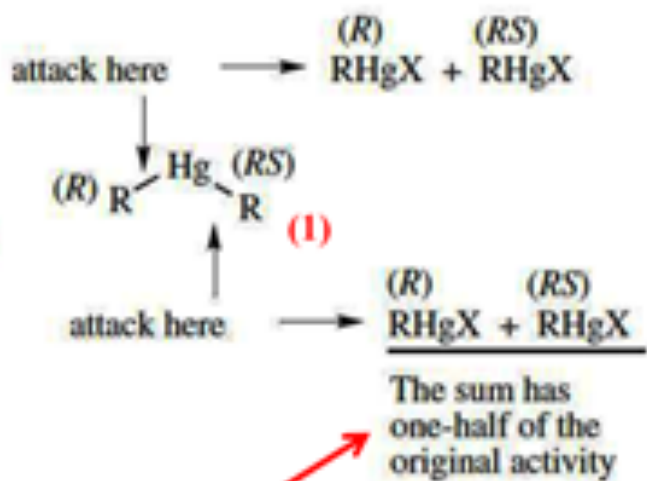 (R) (RS)
attack here RHgX + RHgX
(R) R Hg R (RS)
(1)
(R) (RS)
attack here RHgX + RHgX
The sum has
one-half of the
original activity